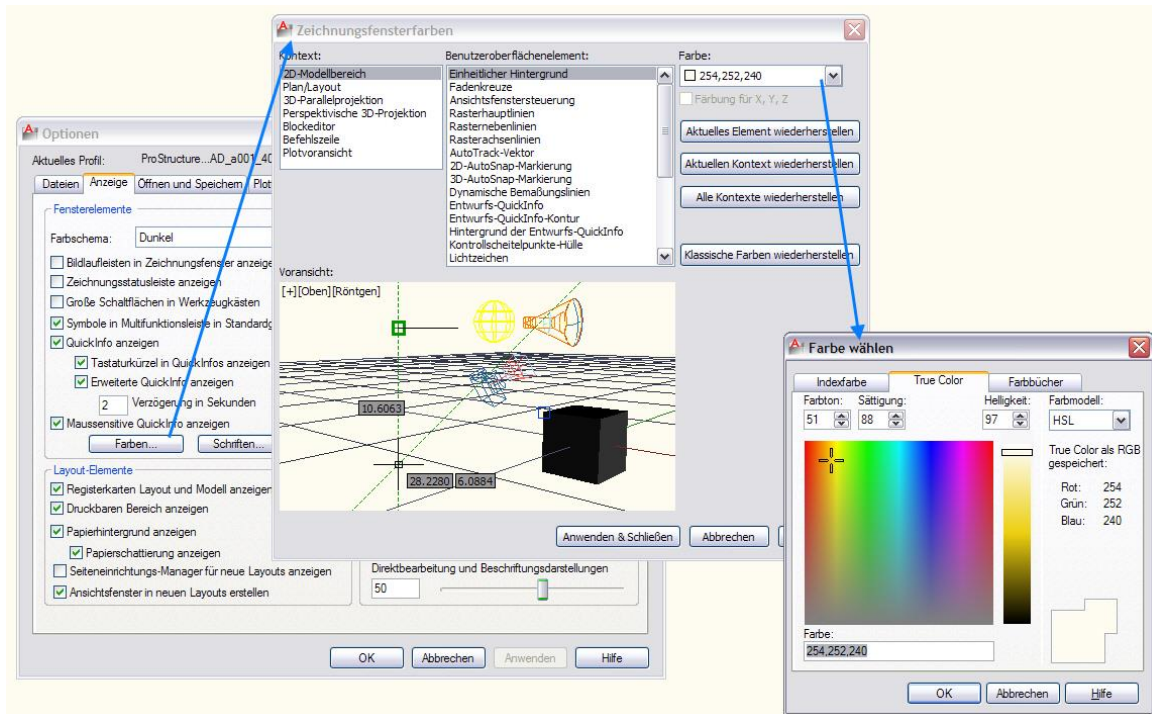 Zeichnungsfensterfarben
Kontext:
2D-Modellbereich
Plan/Layout
3D-Parallelprojektion
Perspektivische 3D-Projektion
Blockeditor
Befehlszeile
Plotvoransicht
Benutzeroberflächenelement:
Einheitlicher Hintergrund
Fadenkreuze
Ansichtsfenstersteuerung
Rasterhauptlinien
Rasternebenlinien
Rasterachsenlinien
AutoTrack-Vektor
2D-AutoSnap-Markierung
3D-AutoSnap-Markierung
Dynamische Bemaßungslinien
Entwurfs-QuickInfo
Entwurfs-QuickInfo-Kontur
Hintergrund der Entwurfs-QuickInfo
Kontrollscheitelpunkte-Hülle
Lichtzeichen
Farbe:
254,252,240
Färbung für X, Y, Z
Aktuelles Element wiederherstellen
Aktuellen Kontext wiederherstellen
Alle Kontexte wiederherstellen
Klassische Farben wiederherstellen
Voransicht:
[+][Oben][Röntgen]
10.6063
28.2280 6.0884
Anwenden & Schließen
Abbrechen
Optionen
Aktuelles Profil: ProStructure...AD_a001_40
Dateien Anzeige Öffnen und Speichern Plot
Fensterelemente
Farbschema: Dunkel
Bildlaufleisten in Zeichnungsfenster anzeige
Zeichnungsstatusleiste anzeigen
Große Schaltflächen in Werkzeugkästen
Symbole in Multifunktionsleiste in Standardg
QuickInfo anzeigen
Tastaturkürzel in QuickInfos anzeigen
Erweiterte QuickInfo anzeigen
2 Verzögerung in Sekunden
Maussensitive QuickInfo anzeigen
Farben... Schriften...
Layout-Elemente
Registerkarten Layout und Modell anzeigen
Druckbaren Bereich anzeigen
Papierhintergrund anzeigen
Papierschattierung anzeigen
Seiteneinrichtungs-Manager für neue Layouts anzeigen
Ansichtsfenster in neuen Layouts erstellen
Direktbearbeitung und Beschriftungsdarstellungen
50
OK Abbrechen Anwenden Hilfe
Farbe wählen
Indexfarbe True Color Farbbücher
Farbton: Sättigung: Helligkeit: Farbmodell:
51 88 97 HSL
True Color als RGB
gespeichert:
Rot: 254
Grün: 252
Blau: 240
Farbe:
254,252,240
OK Abbrechen Hilfe